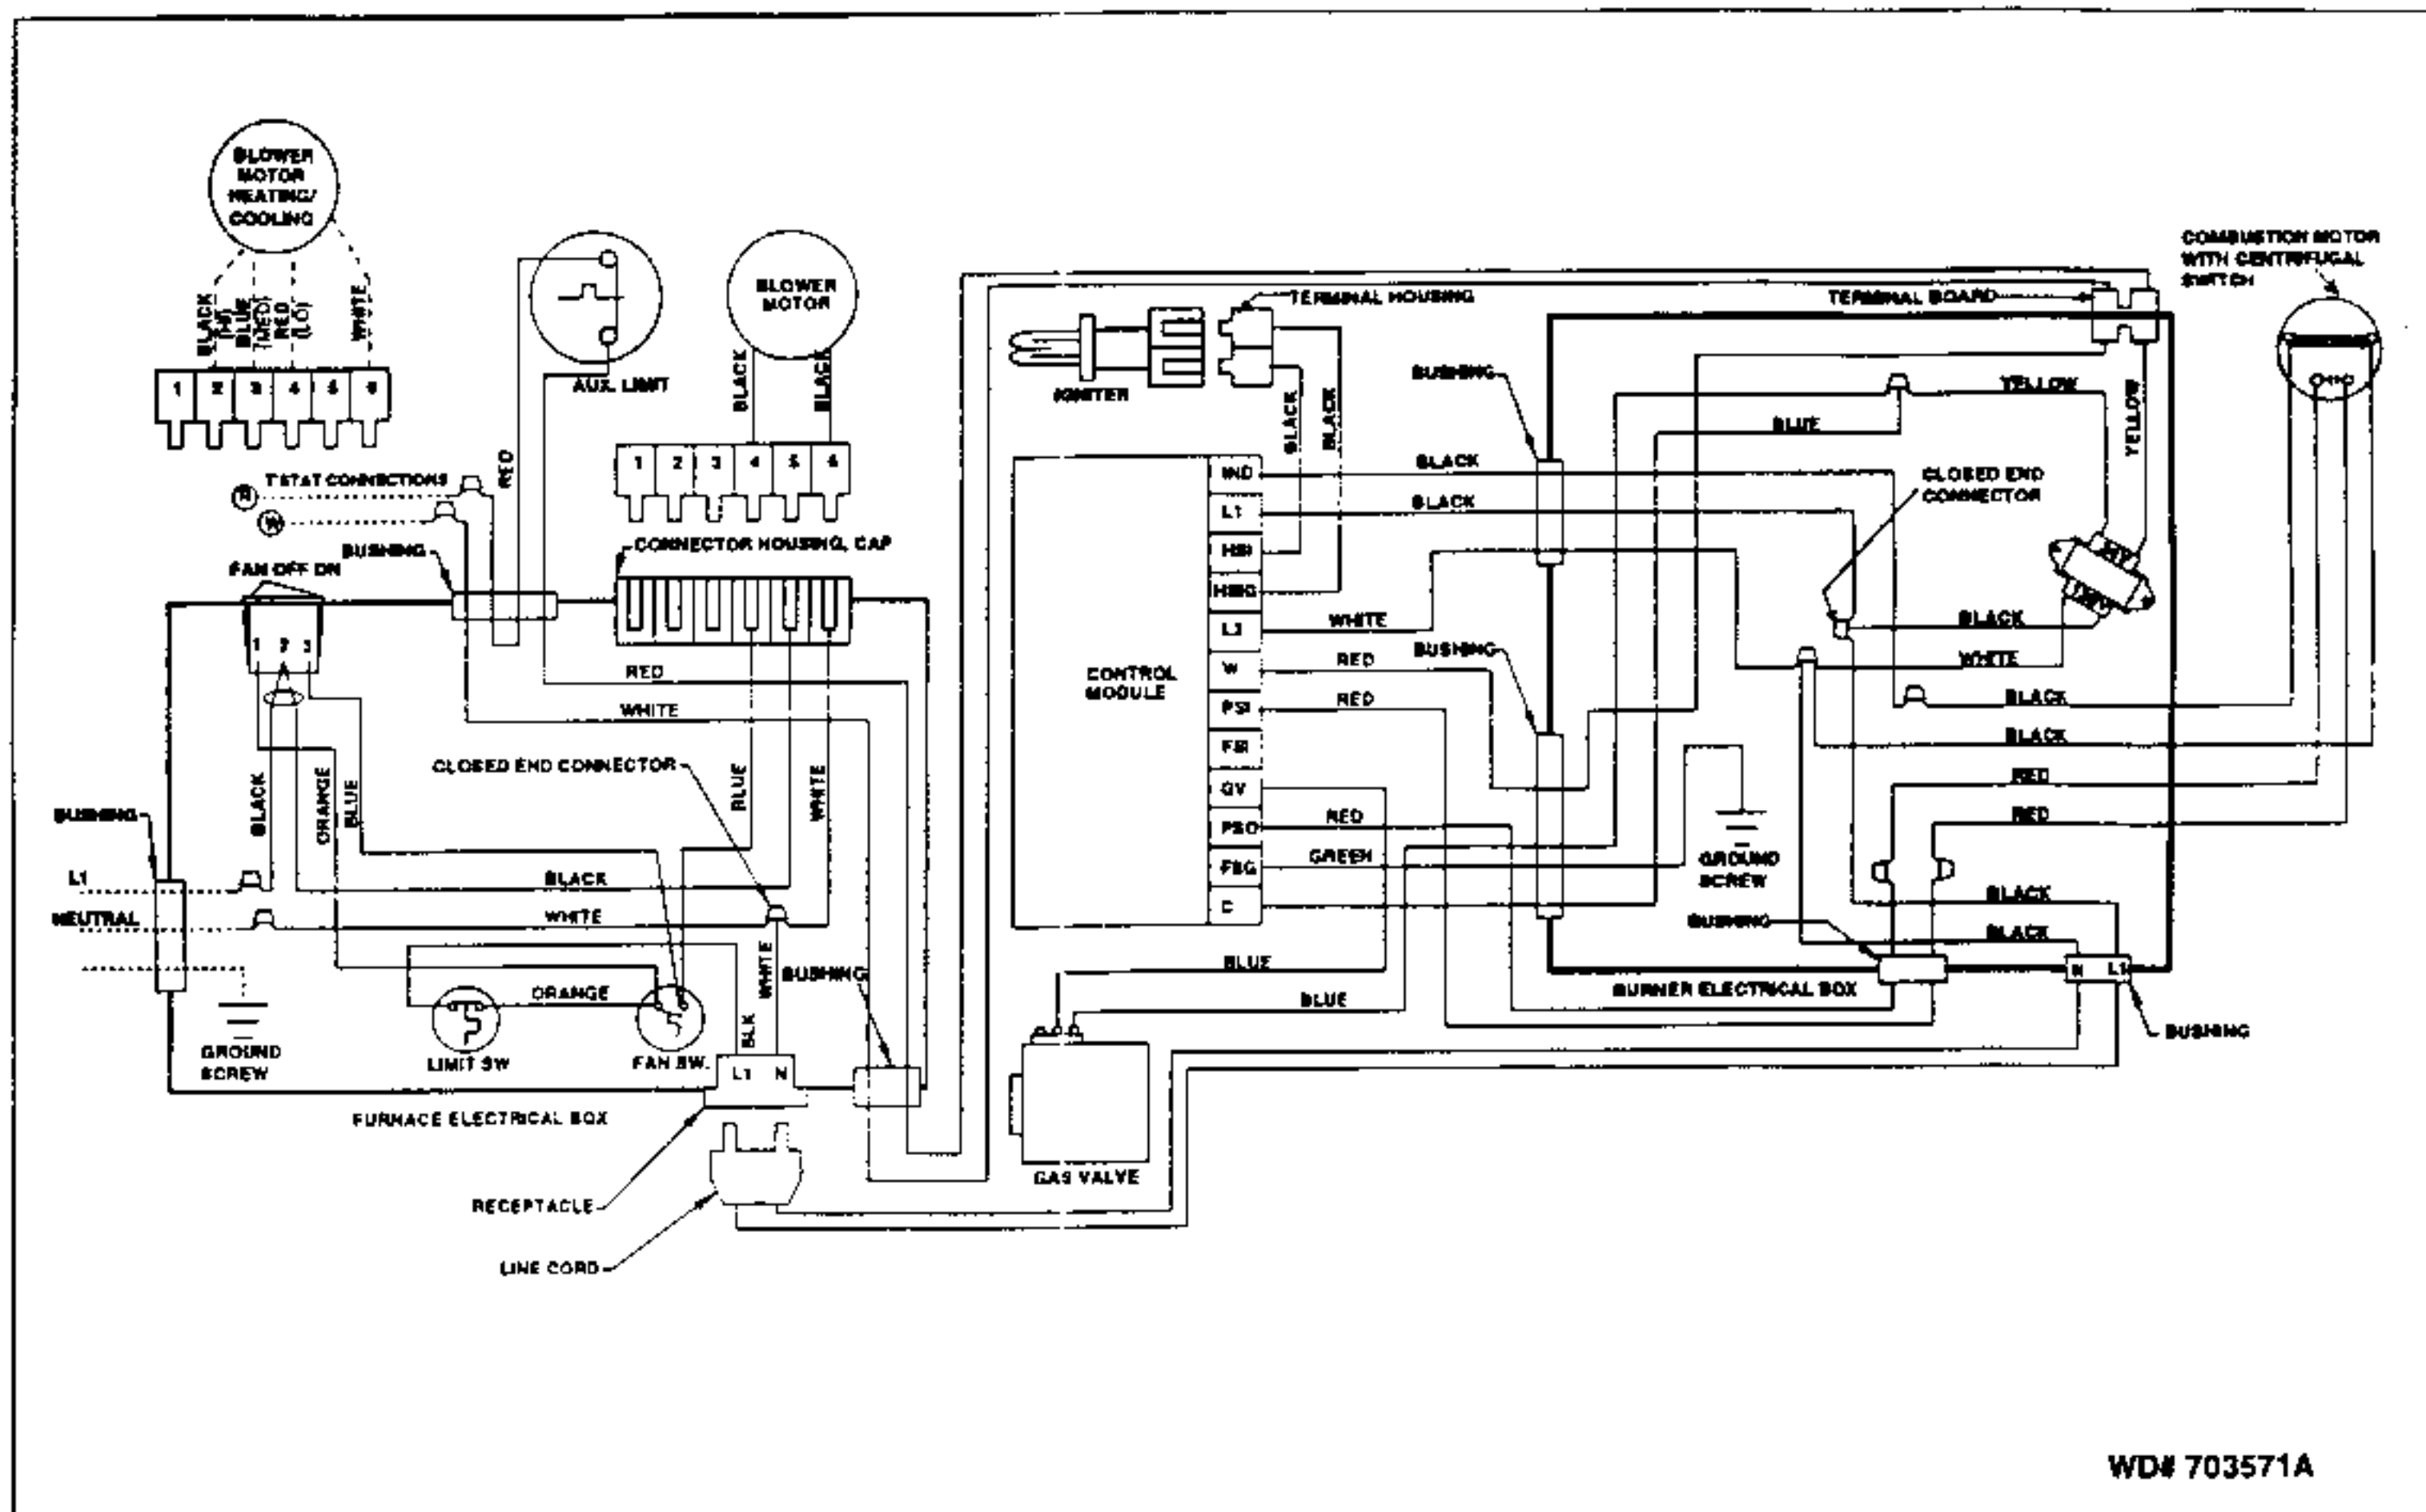 BLOWER
MOTOR
HEATING/
COOLING
BLACK
(HI)
BLUE
(MED)
RED
(LO)
WHITE
1 2 3 4 5 6
T'STAT CONNECTIONS
R
W
RED
AUX. LIMIT
BLOWER
MOTOR
BLACK
BLACK
1 2 3 4 5 6
CONNECTOR HOUSING, CAP
BUSHING
FAN OFF ON
1 2 3
RED
WHITE
CLOSED END CONNECTOR
BLACK
ORANGE
BLUE
BLUE
WHITE
BUSHING
L1
NEUTRAL
BLACK
WHITE
WHITE
BUSHING
ORANGE
BLK
GROUND
SCREW
LIMIT SW
FAN SW.
L1 N
FURNACE ELECTRICAL BOX
RECEPTACLE
LINE CORD
IGNITER
TERMINAL HOUSING
BLACK
BLACK
CONTROL
MODULE
IND
L1
HSI
L2
W
PSI
FSI
GV
PSO
FSG
C
BLACK
BLACK
WHITE
RED
RED
RED
GREEN
BLUE
BLUE
GAS VALVE
BUSHING
BUSHING
TERMINAL BOARD
YELLOW
YELLOW
BLUE
CLOSED END
CONNECTOR
BLACK
WHITE
BLACK
BLACK
RED
RED
GROUND
SCREW
BLACK
BUSHING
BLACK
N L1
BURNER ELECTRICAL BOX
BUSHING
COMBUSTION MOTOR
WITH CENTRIFUGAL
SWITCH
WD# 703571A